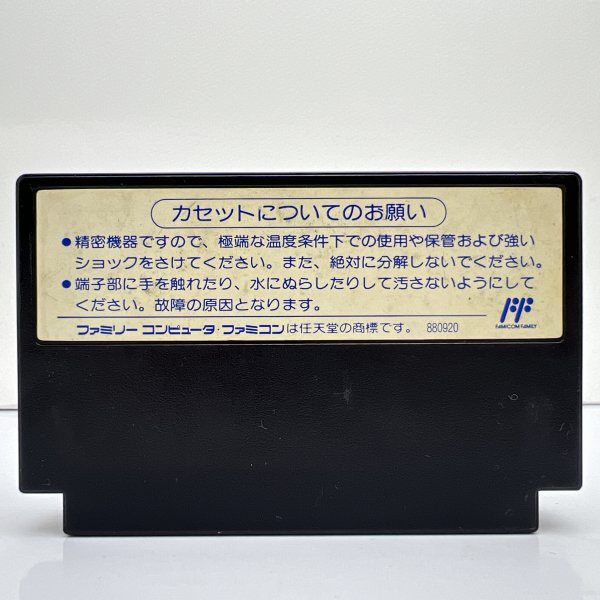 カセットについてのお願い
●精密機器ですので、極端な温度条件下での使用や保管および強い
ショックをさけてください。また、絶対に分解しないでください。
●端子部に手を触れたり、水にぬらしたりして汚さないようにして
ください。故障の原因となります。
FF
FAMICOM FAMILY
ファミリー コンピュータ・ファミコンは任天堂の商標です。 880920